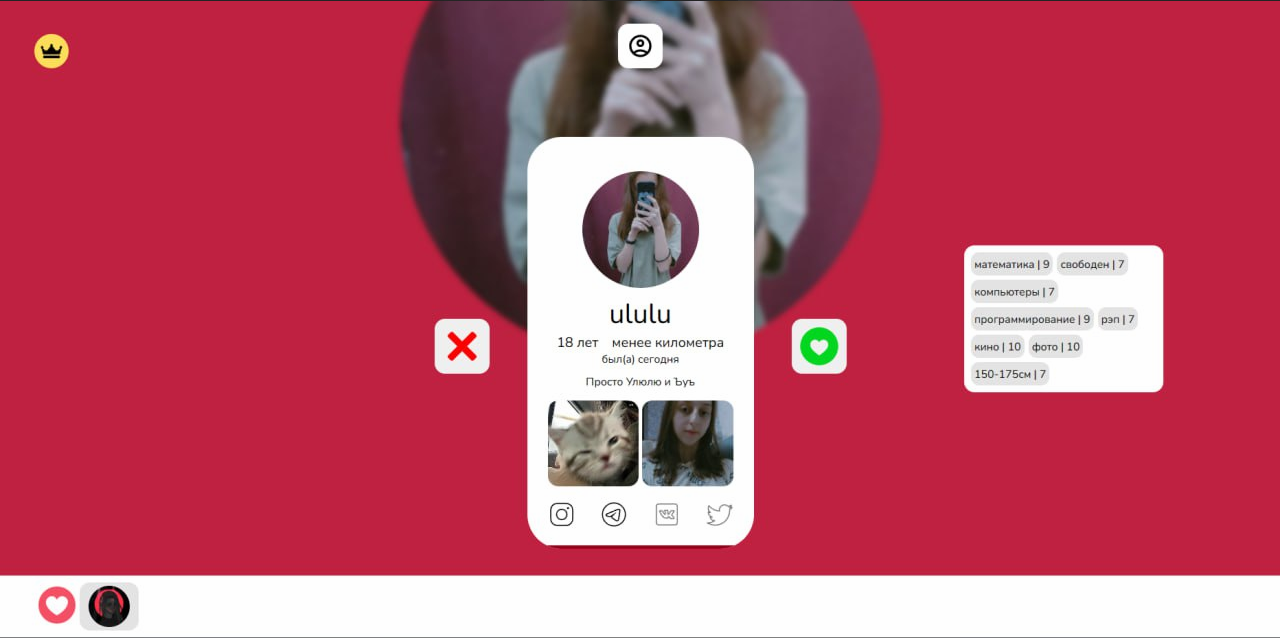 ululu
18 лет менее километра
был(а) сегодня
Просто Улюлю и Ъуъ
математика | 9 свободен | 7
компьютеры | 7
программирование | 9 рэп | 7
кино | 10 фото | 10
150-175см | 7